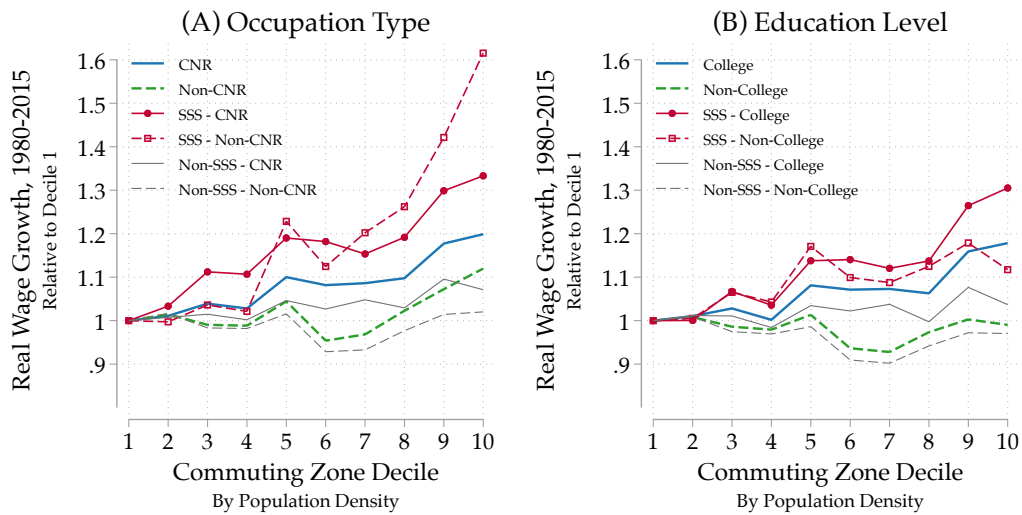 (A) Occupation Type
Real Wage Growth, 1980-2015
Relative to Decile 1
1.6
1.5
1.4
1.3
1.2
1.1
1
.9
CNR
Non-CNR
SSS - CNR
SSS - Non-CNR
Non-SSS - CNR
Non-SSS - Non-CNR
1 2 3 4 5 6 7 8 9 10
Commuting Zone Decile
By Population Density
(B) Education Level
Real Wage Growth, 1980-2015
Relative to Decile 1
1.6
1.5
1.4
1.3
1.2
1.1
1
.9
College
Non-College
SSS - College
SSS - Non-College
Non-SSS - College
Non-SSS - Non-College
1 2 3 4 5 6 7 8 9 10
Commuting Zone Decile
By Population Density